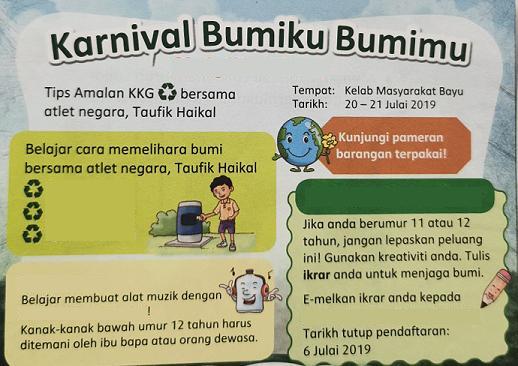 Karnival Bumiku Bumimu
Tips Amalan KKG bersama
atlet negara, Taufik Haikal
Tempat: Kelab Masyarakat Bayu
Tarikh: 20 – 21 Julai 2019
Belajar cara memelihara bumi
bersama atlet negara, Taufik Haikal
Kunjungi pameran
barangan terpakai!
Jika anda berumur 11 atau 12
tahun, jangan lepaskan peluang
ini! Gunakan kreativiti anda. Tulis
ikrar anda untuk menjaga bumi.
E-melkan ikrar anda kepada
Tarikh tutup pendaftaran:
6 Julai 2019
Belajar membuat alat muzik dengan
!
Kanak-kanak bawah umur 12 tahun harus
ditemani oleh ibu bapa atau orang dewasa.